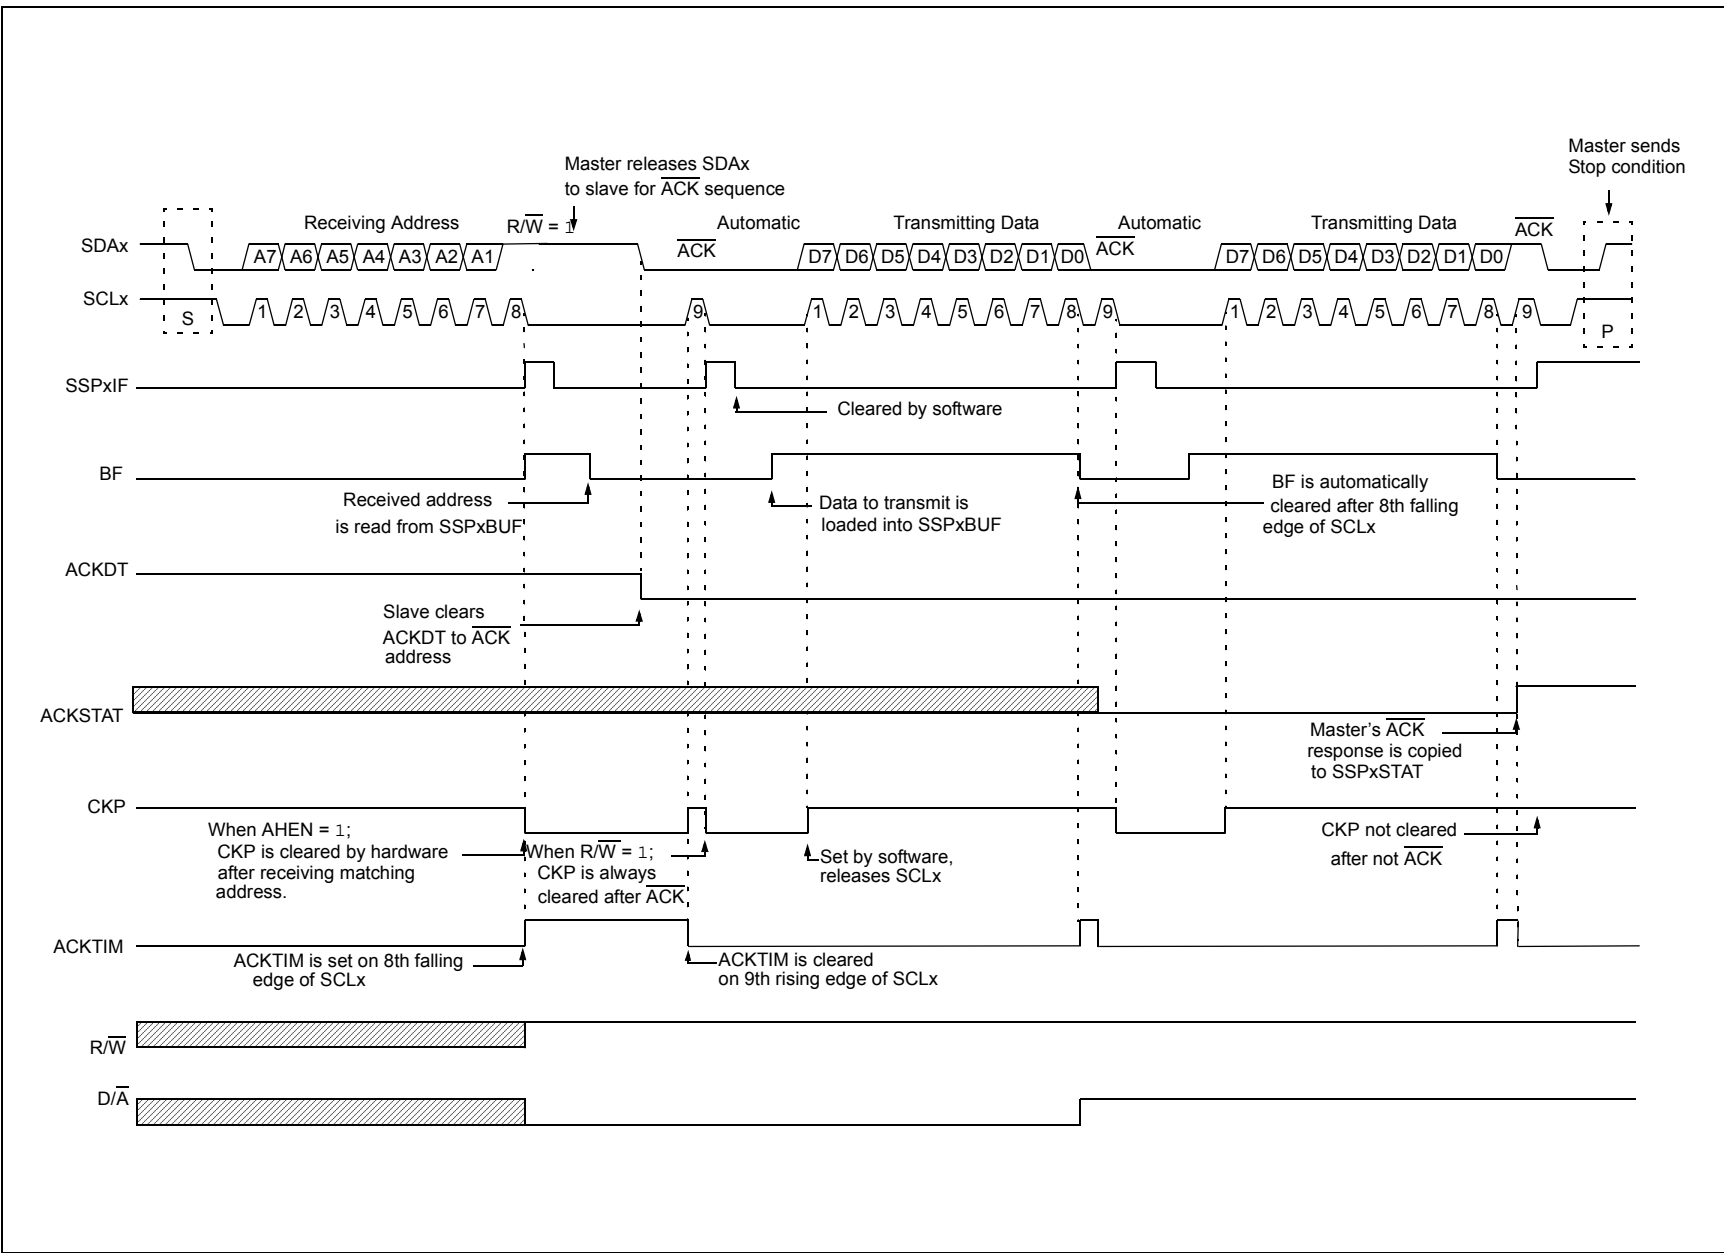 Master releases SDAx
to slave for ACK sequence
Master sends
Stop condition
Receiving Address
R/W = 1
Automatic
Transmitting Data
Automatic
Transmitting Data
ACK
SDAx
A7 A6 A5 A4 A3 A2 A1
ACK
D7 D6 D5 D4 D3 D2 D1 D0
ACK
D7 D6 D5 D4 D3 D2 D1 D0
SCLx
S
1 2 3 4 5 6 7 8 9 1 2 3 4 5 6 7 8 9 1 2 3 4 5 6 7 8 9
P
SSPxIF
Cleared by software
BF
Received address
is read from SSPxBUF
Data to transmit is
loaded into SSPxBUF
BF is automatically
cleared after 8th falling
edge of SCLx
ACKDT
Slave clears
ACKDT to ACK
address
ACKSTAT
Master's ACK
response is copied
to SSPxSTAT
CKP
When AHEN = 1;
CKP is cleared by hardware
after receiving matching
address.
When R/W = 1;
CKP is always
cleared after ACK
Set by software,
releases SCLx
CKP not cleared
after not ACK
ACKTIM
ACKTIM is set on 8th falling
edge of SCLx
ACKTIM is cleared
on 9th rising edge of SCLx
R/W
D/A